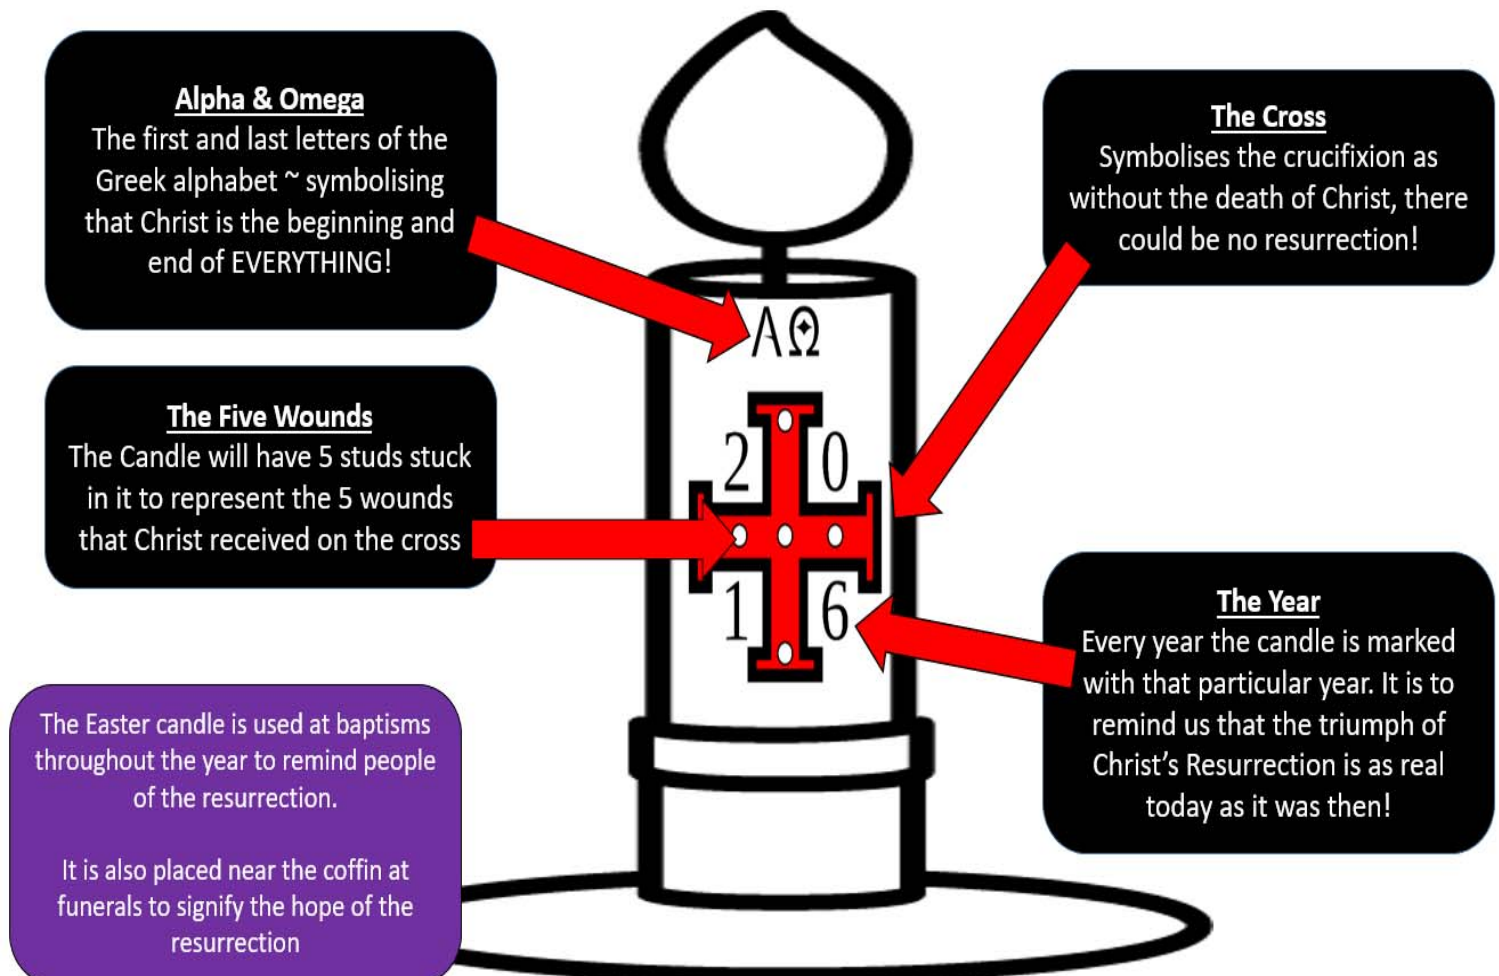 Alpha & Omega
The first and last letters of the
Greek alphabet ~ symbolising
that Christ is the beginning and
end of EVERYTHING!
The Cross
Symbolises the crucifixion as
without the death of Christ, there
could be no resurrection!
ΑΩ
The Five Wounds
The Candle will have 5 studs stuck
in it to represent the 5 wounds
that Christ received on the cross
2 0
1 6
The Year
Every year the candle is marked
with that particular year. It is to
remind us that the triumph of
Christ’s Resurrection is as real
today as it was then!
The Easter candle is used at baptisms
throughout the year to remind people
of the resurrection.
It is also placed near the coffin at
funerals to signify the hope of the
resurrection